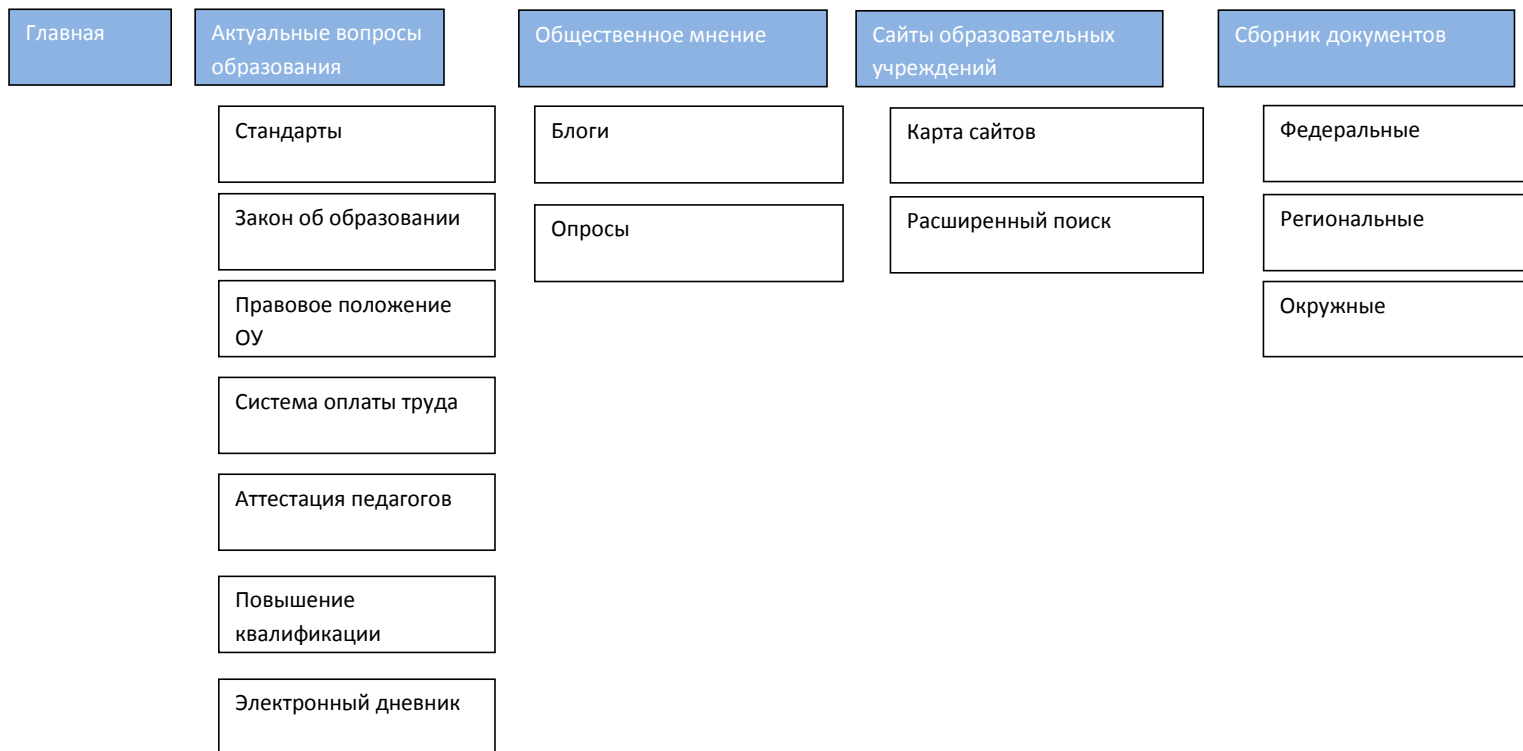 Главная
Актуальные вопросы
образования
Общественное мнение
Сайты образовательных
учреждений
Сборник документов
Стандарты
Закон об образовании
Правовое положение
ОУ
Система оплаты труда
Аттестация педагогов
Повышение
квалификации
Электронный дневник
Блоги
Опросы
Карта сайтов
Расширенный поиск
Федеральные
Региональные
Окружные